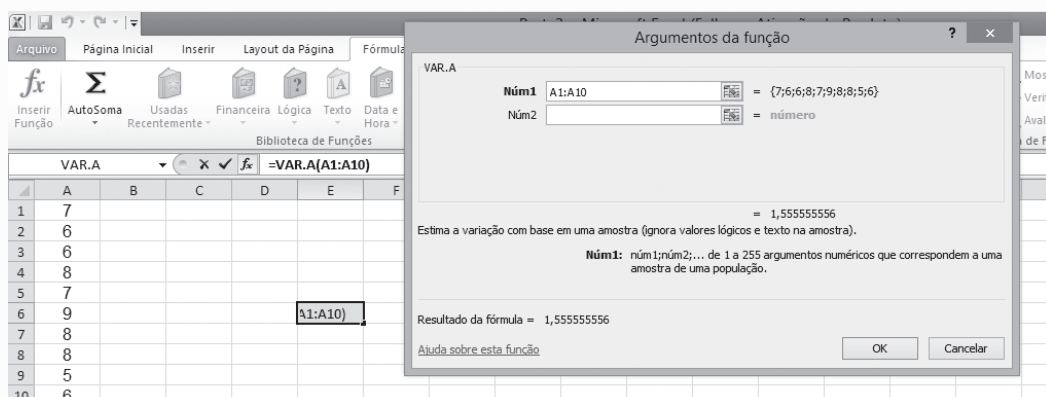 Arquivo Página Inicial Inserir Layout da Página Fórmula
Inserir Função
AutoSoma
Usadas Recentemente
Financeira
Lógica
Texto
Data e Hora
Biblioteca de Funções
VAR.A fx =VAR.A(A1:A10)
A B C D E F
1 7
2 6
3 6
4 8
5 7
6 9 A1:A10)
7 8
8 8
9 5
10 6
Argumentos da função ? ×
VAR.A
Núm1 A1:A10 = {7;6;6;8;7;9;8;8;5;6}
Núm2 = número
= 1,555555556
Estima a variação com base em uma amostra (ignora valores lógicos e texto na amostra).
Núm1: núm1;núm2;... de 1 a 255 argumentos numéricos que correspondem a uma
amostra de uma população.
Resultado da fórmula = 1,555555556
Ajuda sobre esta função OK Cancelar
Mos
Veri
Aval
de F